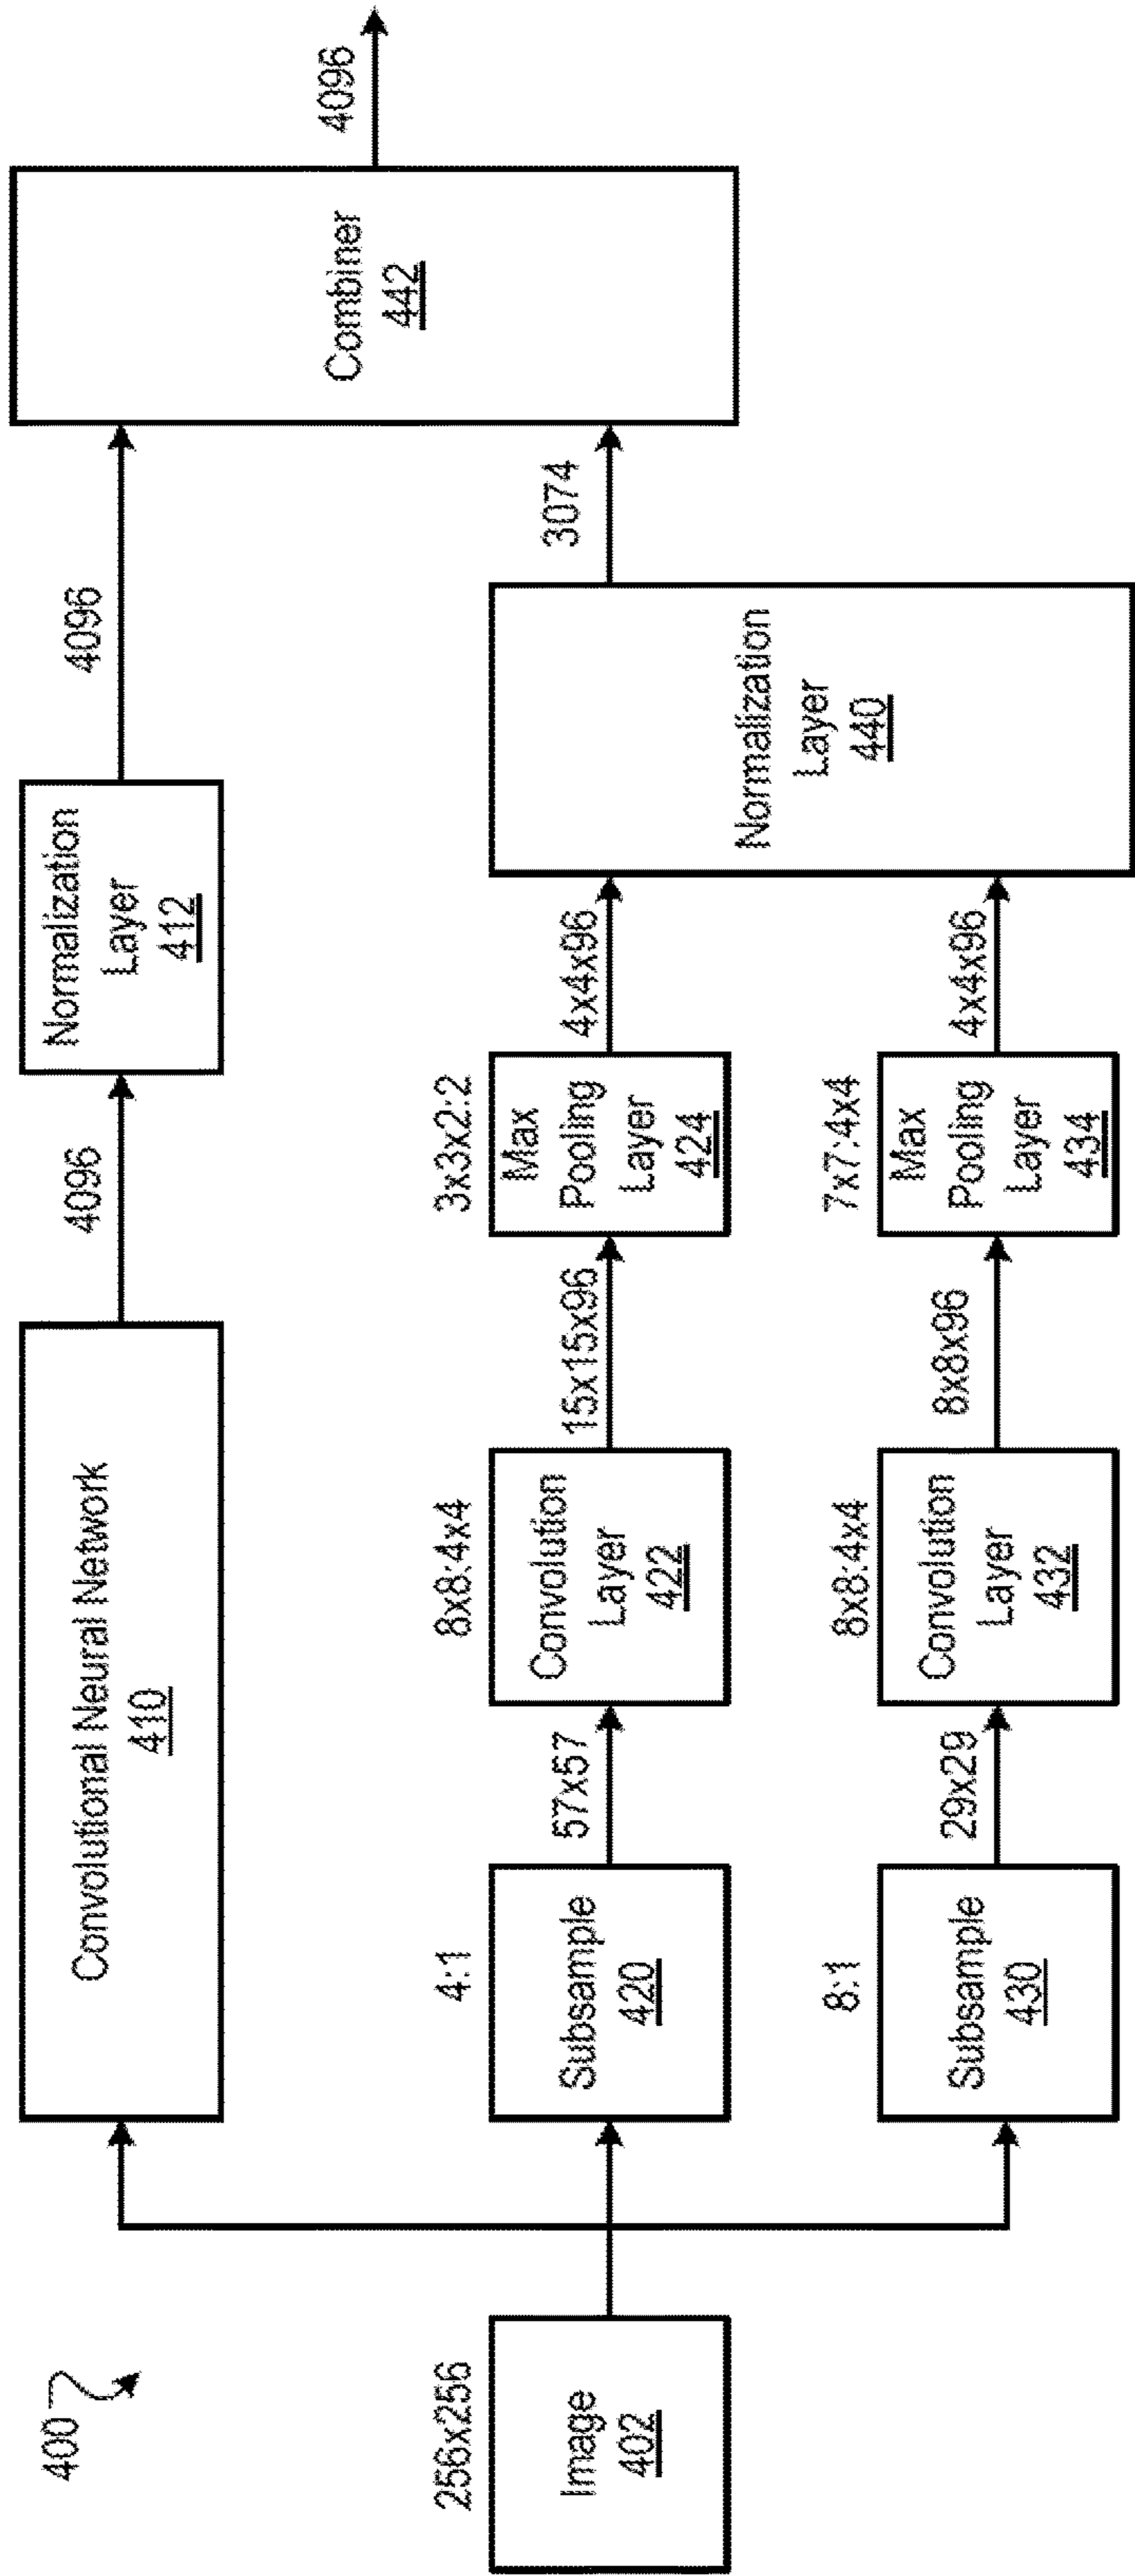 400
256x256
Image
402
Convolutional Neural Network
410
4096
Normalization
Layer
412
4096
4:1
Subsample
420
57x57
8x8:4x4
Convolution
Layer
422
15x15x96
3x3x2:2
Max
Pooling
Layer
424
4x4x96
8:1
Subsample
430
29x29
8x8:4x4
Convolution
Layer
432
8x8x96
7x7:4x4
Max
Pooling
Layer
434
4x4x96
Normalization
Layer
440
3074
Combiner
442
4096